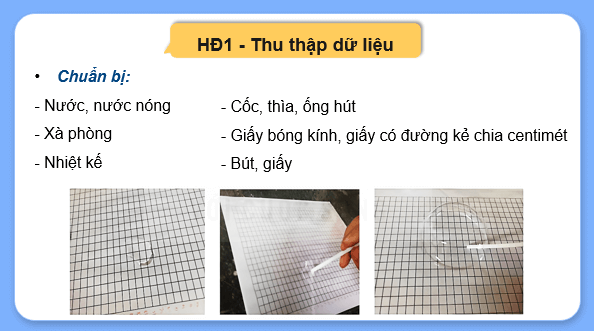 HĐ1 - Thu thập dữ liệu
• Chuẩn bị:
- Nước, nước nóng
- Xà phòng
- Nhiệt kế
- Cốc, thìa, ống hút
- Giấy bóng kính, giấy có đường kẻ chia centimét
- Bút, giấy